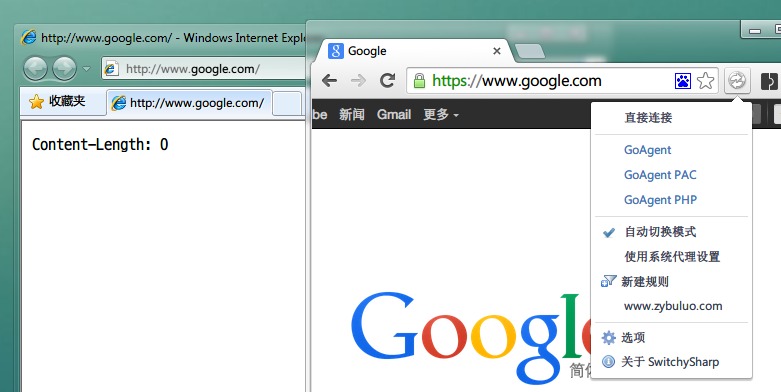 http://www.google.com/ - Windows Internet Explo
http://www.google.com/
收藏夹
http://www.google.com/
Content-Length: 0
Google
https://www.google.com
be 新闻 Gmail 更多
Google
简体
直接连接
GoAgent
GoAgent PAC
GoAgent PHP
自动切换模式
使用系统代理设置
新建规则
www.zybuluo.com
选项
关于 SwitchySharp